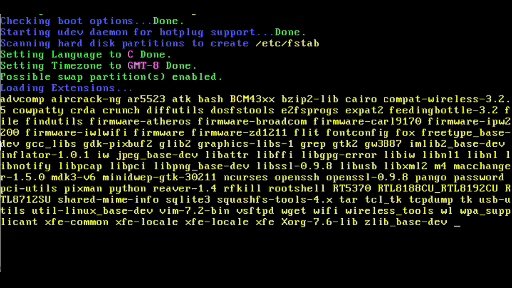 Checking boot options...Done.
Starting udev daemon for hotplug support...Done.
Scanning hard disk partitions to create /etc/fstab
Setting Language to C Done.
Setting Timezone to GMT-8 Done.
Possible swap partition(s) enabled.
Loading Extensions...
advcomp aircrack-ng ar5523 atk bash BCM43xx bzip2-lib cairo compat-wireless-3.2.
5 cowpatty crda crunch diffutils dosfstools e2fsprogs expat2 feedingbottle-3.2 f
ile findutils firmware-atheros firmware-broadcom firmware-carl9170 firmware-ipw2
200 firmware-iwlwifi firmware firmware-zd1211 flit fontconfig fox freetype_base-
dev gcc_libs gdk-pixbuf2 glib2 graphics-libs-1 grep gtk2 gw3887 imlib2_base-dev
inflator-1.0.1 iw jpeg_base-dev libattr libffi libgpg-error libiw libnl1 libnl l
ibnotify libpcap libpci libpng_base-dev libssl-0.9.8 libusb libxml2 m4 macchange
r-1.5.0 mdk3-v6 minidwep-gtk-30211 ncurses openssh openssl-0.9.8 pango password
pci-utils pixman python reaver-1.4 rfkill rootshell RT5370 RTL8188CU_RTL8192CU R
TL8712SU shared-mime-info sqlite3 squashfs-tools-4.x tar tcl_tk tcpdump tk usb-u
tils util-linux_base-dev vim-7.2-bin vsftpd wget wifi wireless_tools wl wpa_supp
licant xfe-common xfe-locale xfe-locale xfe Xorg-7.6-lib zlib_base-dev _